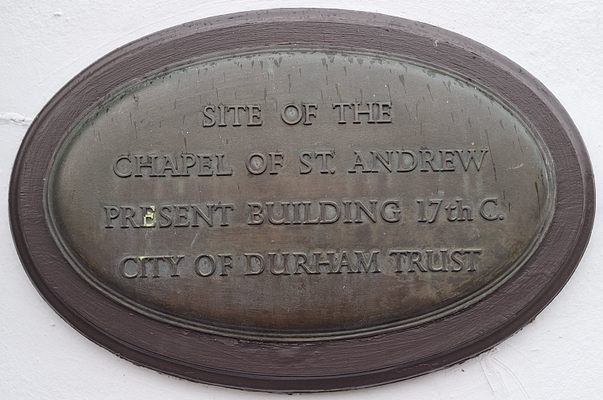 SITE OF THE
CHAPEL OF ST. ANDREW
PRESENT BUILDING 17th C.
CITY OF DURHAM TRUST